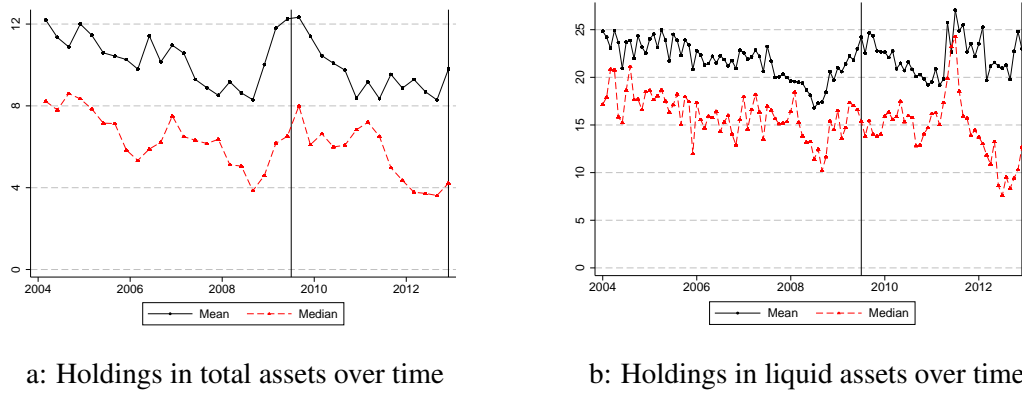 12
8
4
0
2004 2006 2008 2010 2012
Mean Median
25
20
15
10
5
0
2004 2006 2008 2010 2012
Mean Median
a: Holdings in total assets over time
b: Holdings in liquid assets over time